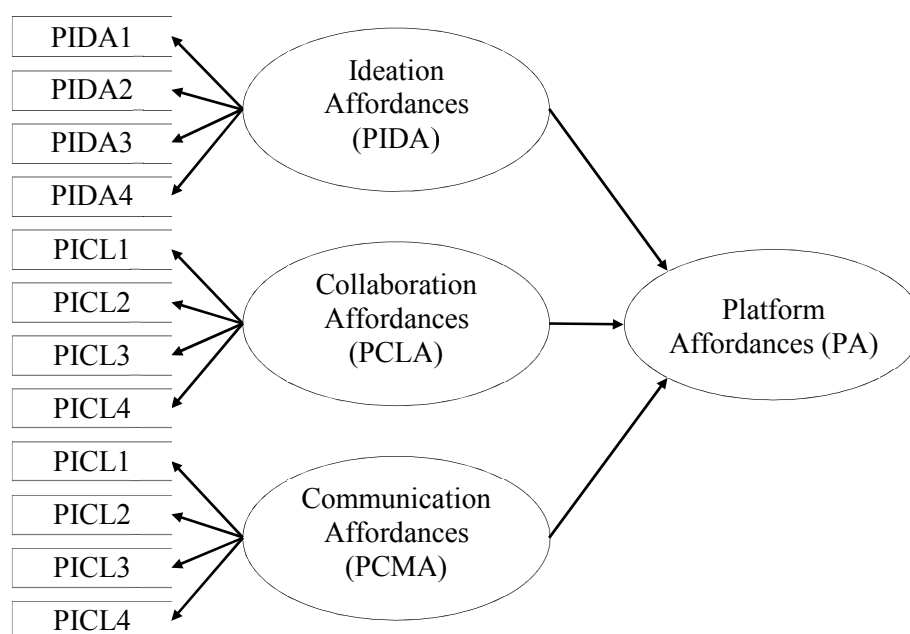 PIDA1
PIDA2
PIDA3
PIDA4
PICL1
PICL2
PICL3
PICL4
PICL1
PICL2
PICL3
PICL4
Ideation
Affordances
(PIDA)
Collaboration
Affordances
(PCLA)
Communication
Affordances
(PCMA)
Platform
Affordances (PA)